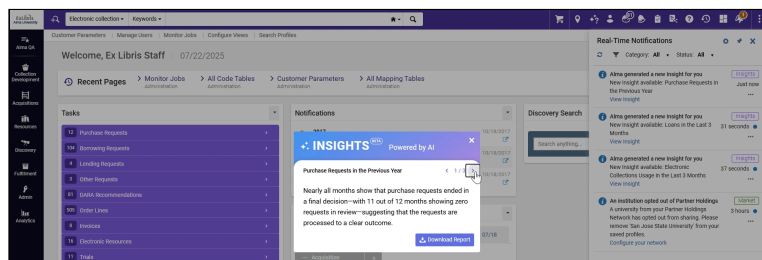 ExLibris
Alma University
Electronic collection
Keywords
Customer Parameters
Manage Users
Monitor Jobs
Configure Views
Search Profiles
Alma QA
Collection
Development
Acquisitions
Resources
Discovery
Fulfillment
Admin
Analytics
Welcome, Ex Libris Staff
07/22/2025
Recent Pages
Monitor Jobs
Administration
All Code Tables
Administration
Customer Parameters
Administration
All Mapping Tables
Administration
Tasks
12 Purchase Requests
104 Borrowing Requests
4 Lending Requests
3 Other Requests
81 DARA Recommendations
505 Order Lines
8 Invoices
16 Electronic Resources
11 Trials
Notifications
2017
10/18/2017
10/18/2017
10/18/2017
07/18
Acquisition
Discovery Search
Search anything...
INSIGHTS BETA Powered by AI
Purchase Requests in the Previous Year
1 / 3
Nearly all months show that purchase requests ended in
a final decision—with 11 out of 12 months showing zero
requests in review—suggesting that the requests are
processed to a clear outcome.
Download Report
Real-Time Notifications
Category: All
Status: All
Alma generated a new Insight for you
Insights
New Insight available: Purchase Requests in
the Previous Year
Just now
View Insight
Alma generated a new Insight for you
Insights
New Insight available: Loans in the Last 3
Months
31 seconds
View Insight
Alma generated a new Insight for you
Insights
New Insight available: Electronic
Collections Usage in the Last 3 Months
37 seconds
View Insight
An institution opted out of Partner Holdings
Market
A university from your Partner Holdings
Network has opted out from sharing. Please
remove 'San Jose State University' from your
saved profiles.
3 hours
Configure your network